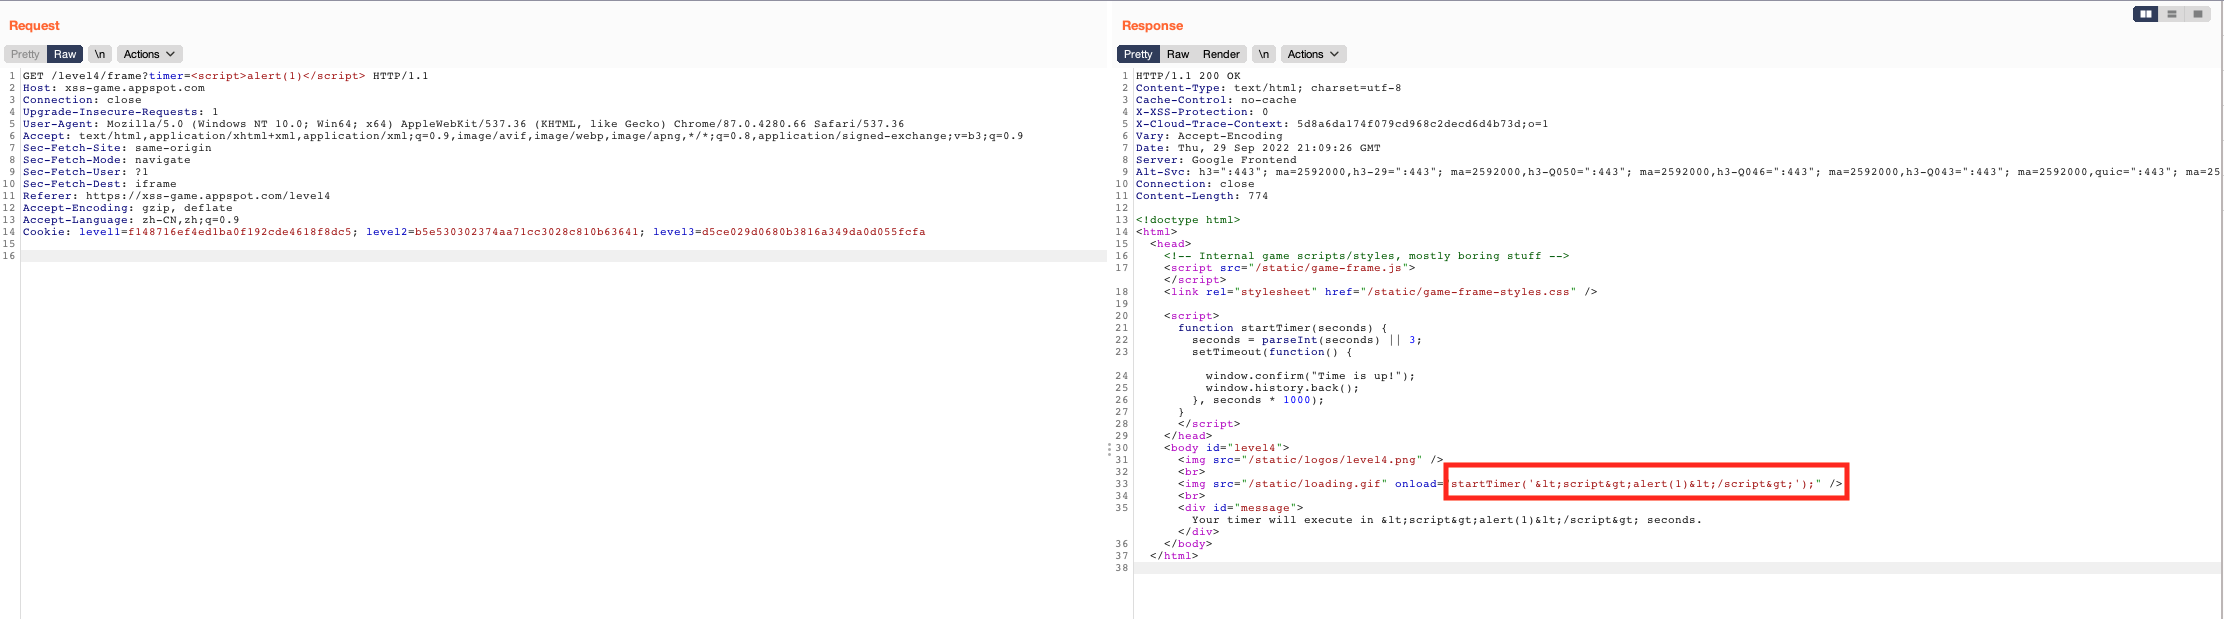 Request
Pretty Raw \n Actions
1 GET /level4/frame?timer=<script>alert(1)</script> HTTP/1.1
2 Host: xss-game.appspot.com
3 Connection: close
4 Upgrade-Insecure-Requests: 1
5 User-Agent: Mozilla/5.0 (Windows NT 10.0; Win64; x64) AppleWebKit/537.36 (KHTML, like Gecko) Chrome/87.0.4280.66 Safari/537.36
6 Accept: text/html,application/xhtml+xml,application/xml;q=0.9,image/avif,image/webp,image/apng,*/*;q=0.8,application/signed-exchange;v=b3;q=0.9
7 Sec-Fetch-Site: same-origin
8 Sec-Fetch-Mode: navigate
9 Sec-Fetch-User: ?1
10 Sec-Fetch-Dest: iframe
11 Referer: https://xss-game.appspot.com/level4
12 Accept-Encoding: gzip, deflate
13 Accept-Language: zh-CN,zh;q=0.9
14 Cookie: level1=f148716ef4ed1ba0f192cde4618f8dc5; level2=b5e530302374aa71cc3028c810b63641; level3=d5ce029d0680b3816a349da0d055fcfa
15
16
Response
Pretty Raw Render \n Actions
1 HTTP/1.1 200 OK
2 Content-Type: text/html; charset=utf-8
3 Cache-Control: no-cache
4 X-XSS-Protection: 0
5 X-Cloud-Trace-Context: 5d8a6da174f079cd968c2decd6d4b73d;o=1
6 Vary: Accept-Encoding
7 Date: Thu, 29 Sep 2022 21:09:26 GMT
8 Server: Google Frontend
9 Alt-Svc: h3=":443"; ma=2592000,h3-29=":443"; ma=2592000,h3-Q050=":443"; ma=2592000,h3-Q046=":443"; ma=2592000,h3-Q043=":443"; ma=2592000,quic=":443"; ma=25
10 Connection: close
11 Content-Length: 774
12
13 <!doctype html>
14 <html>
15 <head>
16 <!-- Internal game scripts/styles, mostly boring stuff -->
17 <script src="/static/game-frame.js">
</script>
18 <link rel="stylesheet" href="/static/game-frame-styles.css" />
19
20 <script>
21 function startTimer(seconds) {
22 seconds = parseInt(seconds) || 3;
23 setTimeout(function() {
24 window.confirm("Time is up!");
25 window.history.back();
26 }, seconds * 1000);
27 }
28 </script>
29 </head>
30 <body id="level4">
31 <img src="/static/logos/level4.png" />
32 <br>
33 <img src="/static/loading.gif" onload="startTimer('&lt;script&gt;alert(1)&lt;/script&gt;');" />
34 <br>
35 <div id="message">
Your timer will execute in &lt;script&gt;alert(1)&lt;/script&gt; seconds.
</div>
36 </body>
37 </html>
38